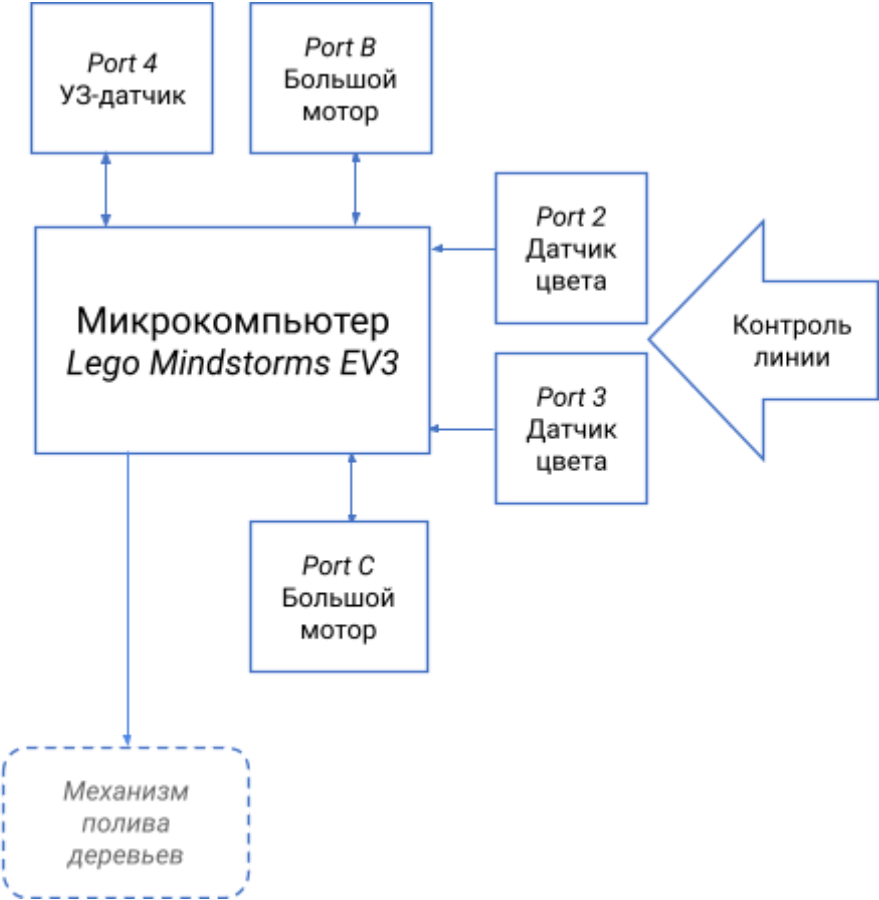 Port 4
УЗ-датчик
Port B
Большой
мотор
Port 2
Датчик
цвета
Микрокомпьютер
Lego Mindstorms EV3
Контроль
линии
Port 3
Датчик
цвета
Port C
Большой
мотор
Механизм
полива
деревьев